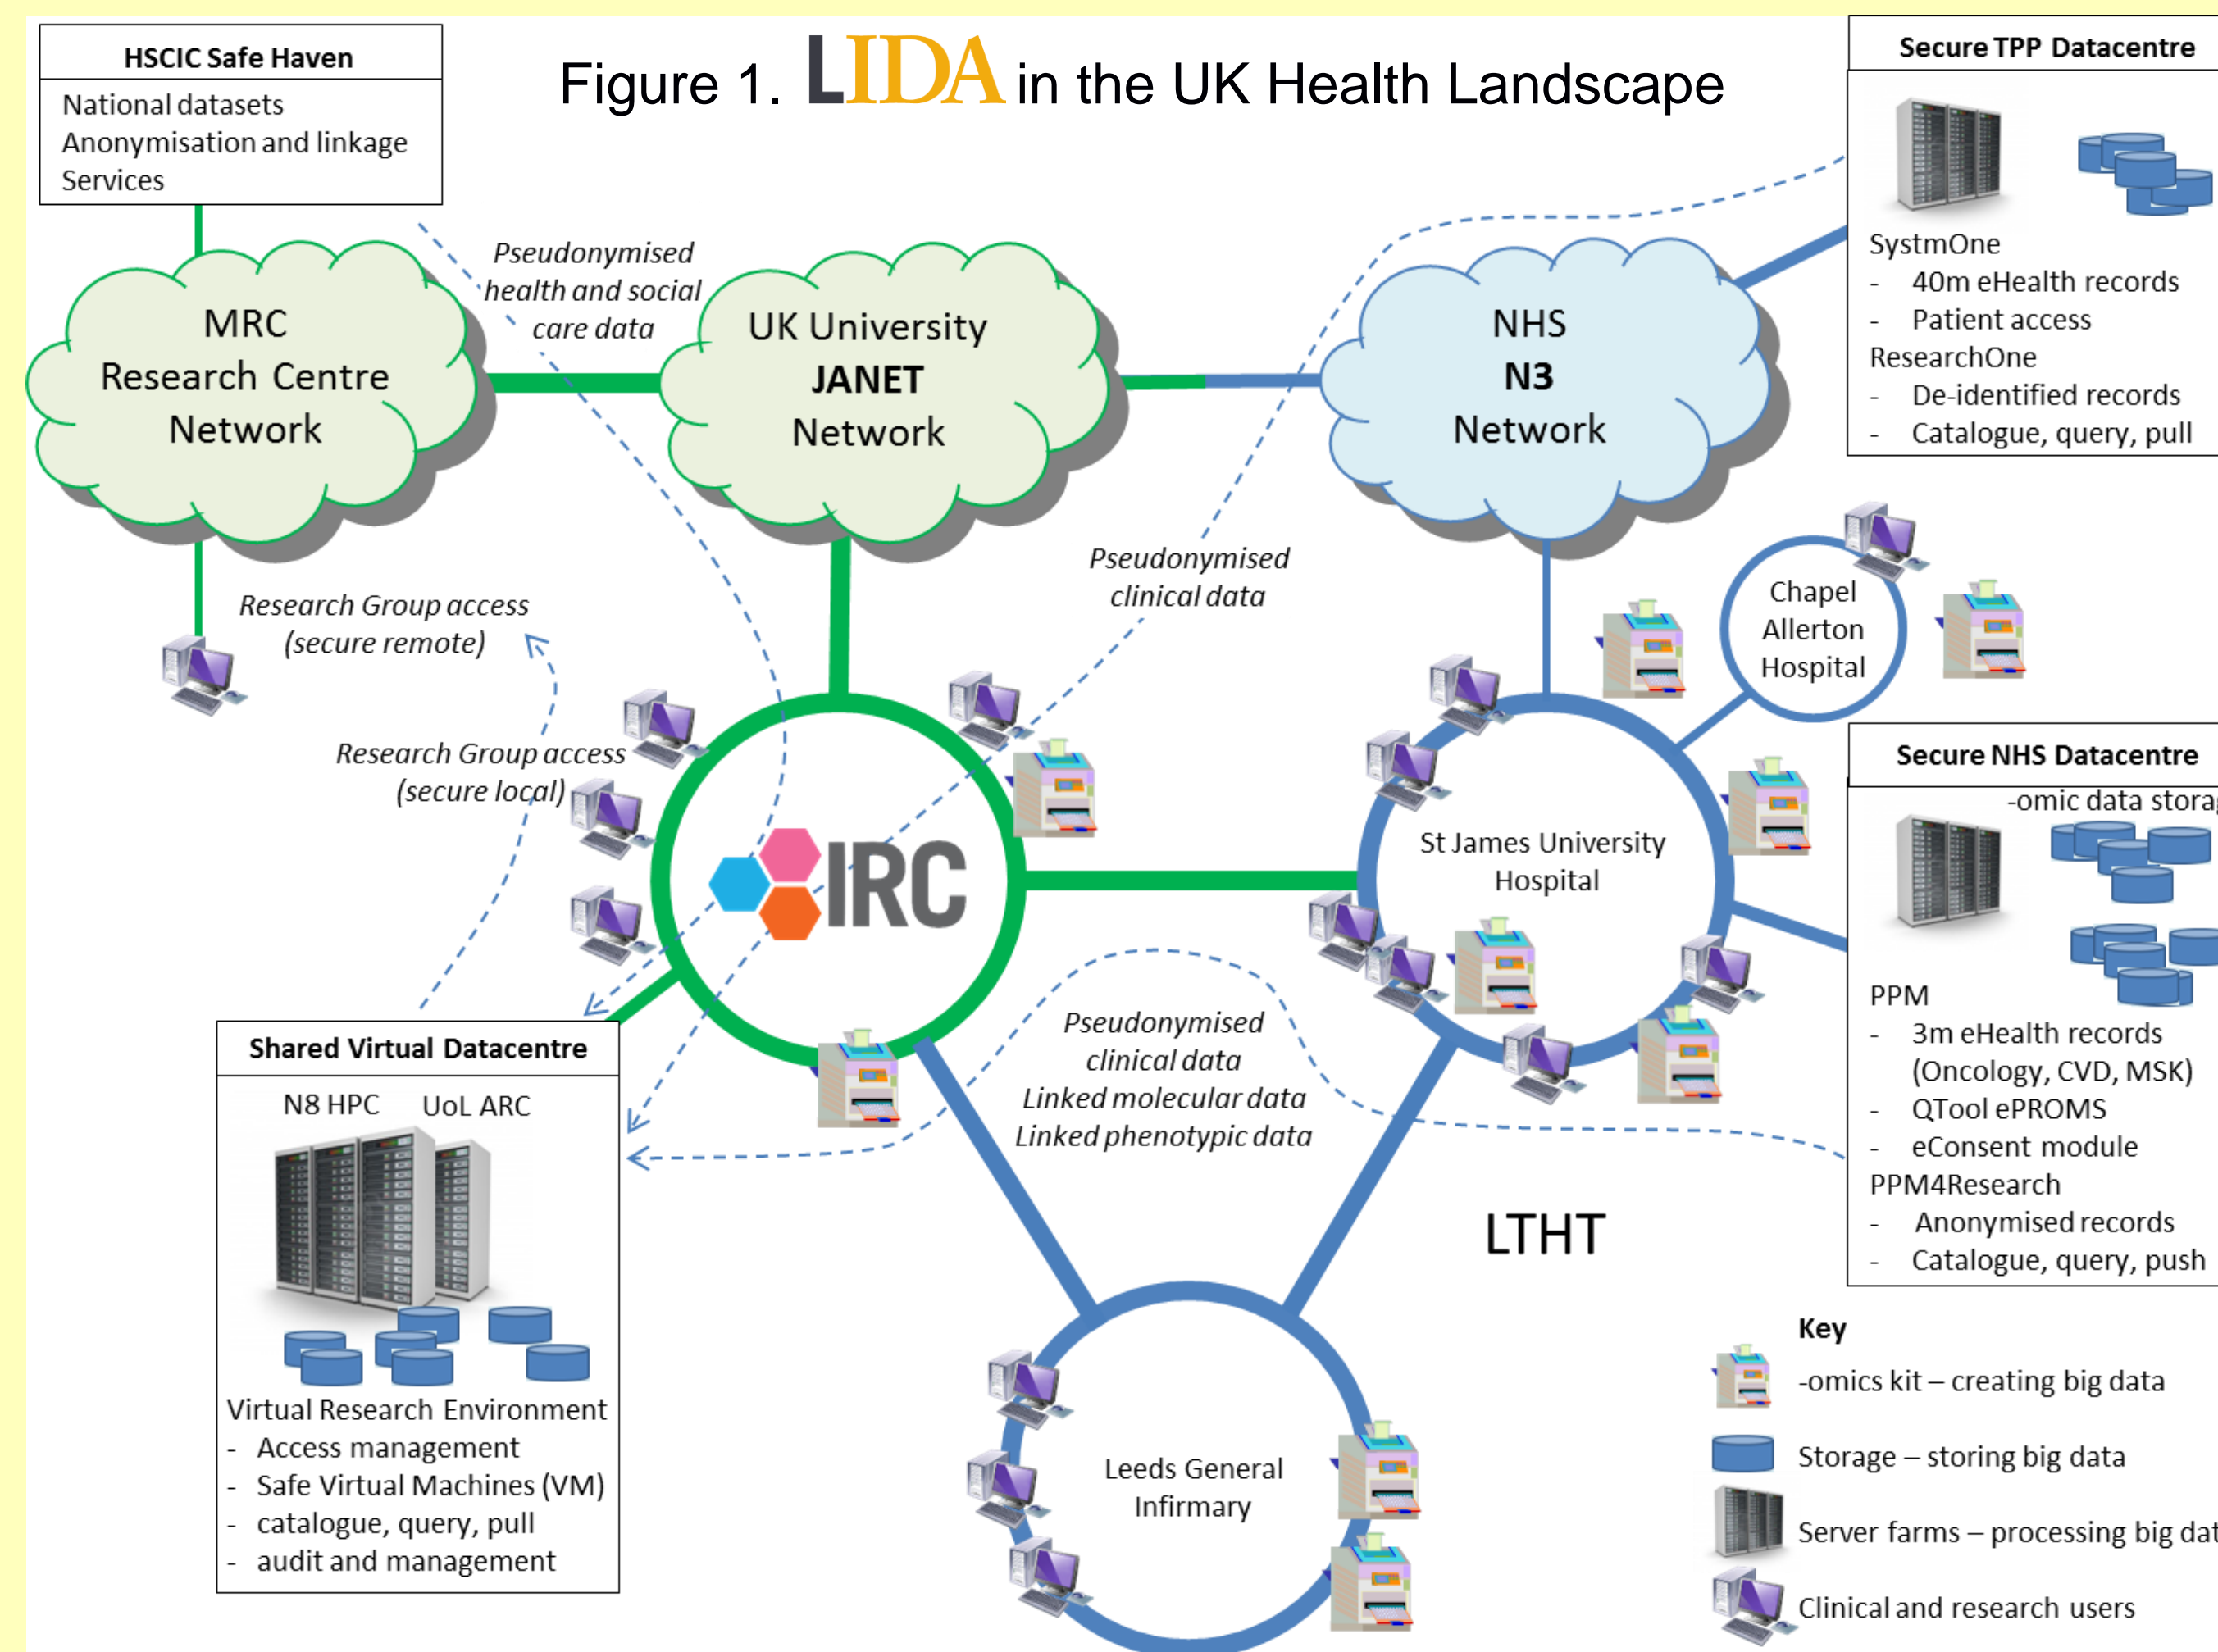 Figure 1. LIDA in the UK Health Landscape
HSCIC Safe Haven
National datasets
Anonymisation and linkage
Services
Secure TPP Datacentre
SystmOne
- 40m eHealth records
- Patient access
ResearchOne
- De-identified records
- Catalogue, query, pull
Pseudonymised
health and social
care data
MRC
Research Centre
Network
UK University
JANET
Network
NHS
N3
Network
Pseudonymised
clinical data
Research Group access
(secure remote)
Chapel
Allerton
Hospital
Research Group access
(secure local)
IRC
St James University
Hospital
Secure NHS Datacentre
-omic data storag
PPM
- 3m eHealth records
(Oncology, CVD, MSK)
- QTool ePROMS
- eConsent module
PPM4Research
- Anonymised records
- Catalogue, query, push
Pseudonymised
clinical data
Linked molecular data
Linked phenotypic data
Shared Virtual Datacentre
N8 HPC UoL ARC
Virtual Research Environment
- Access management
- Safe Virtual Machines (VM)
- catalogue, query, pull
- audit and management
LTHT
Leeds General
Infirmary
Key
-omics kit – creating big data
Storage – storing big data
Server farms – processing big dat
Clinical and research users